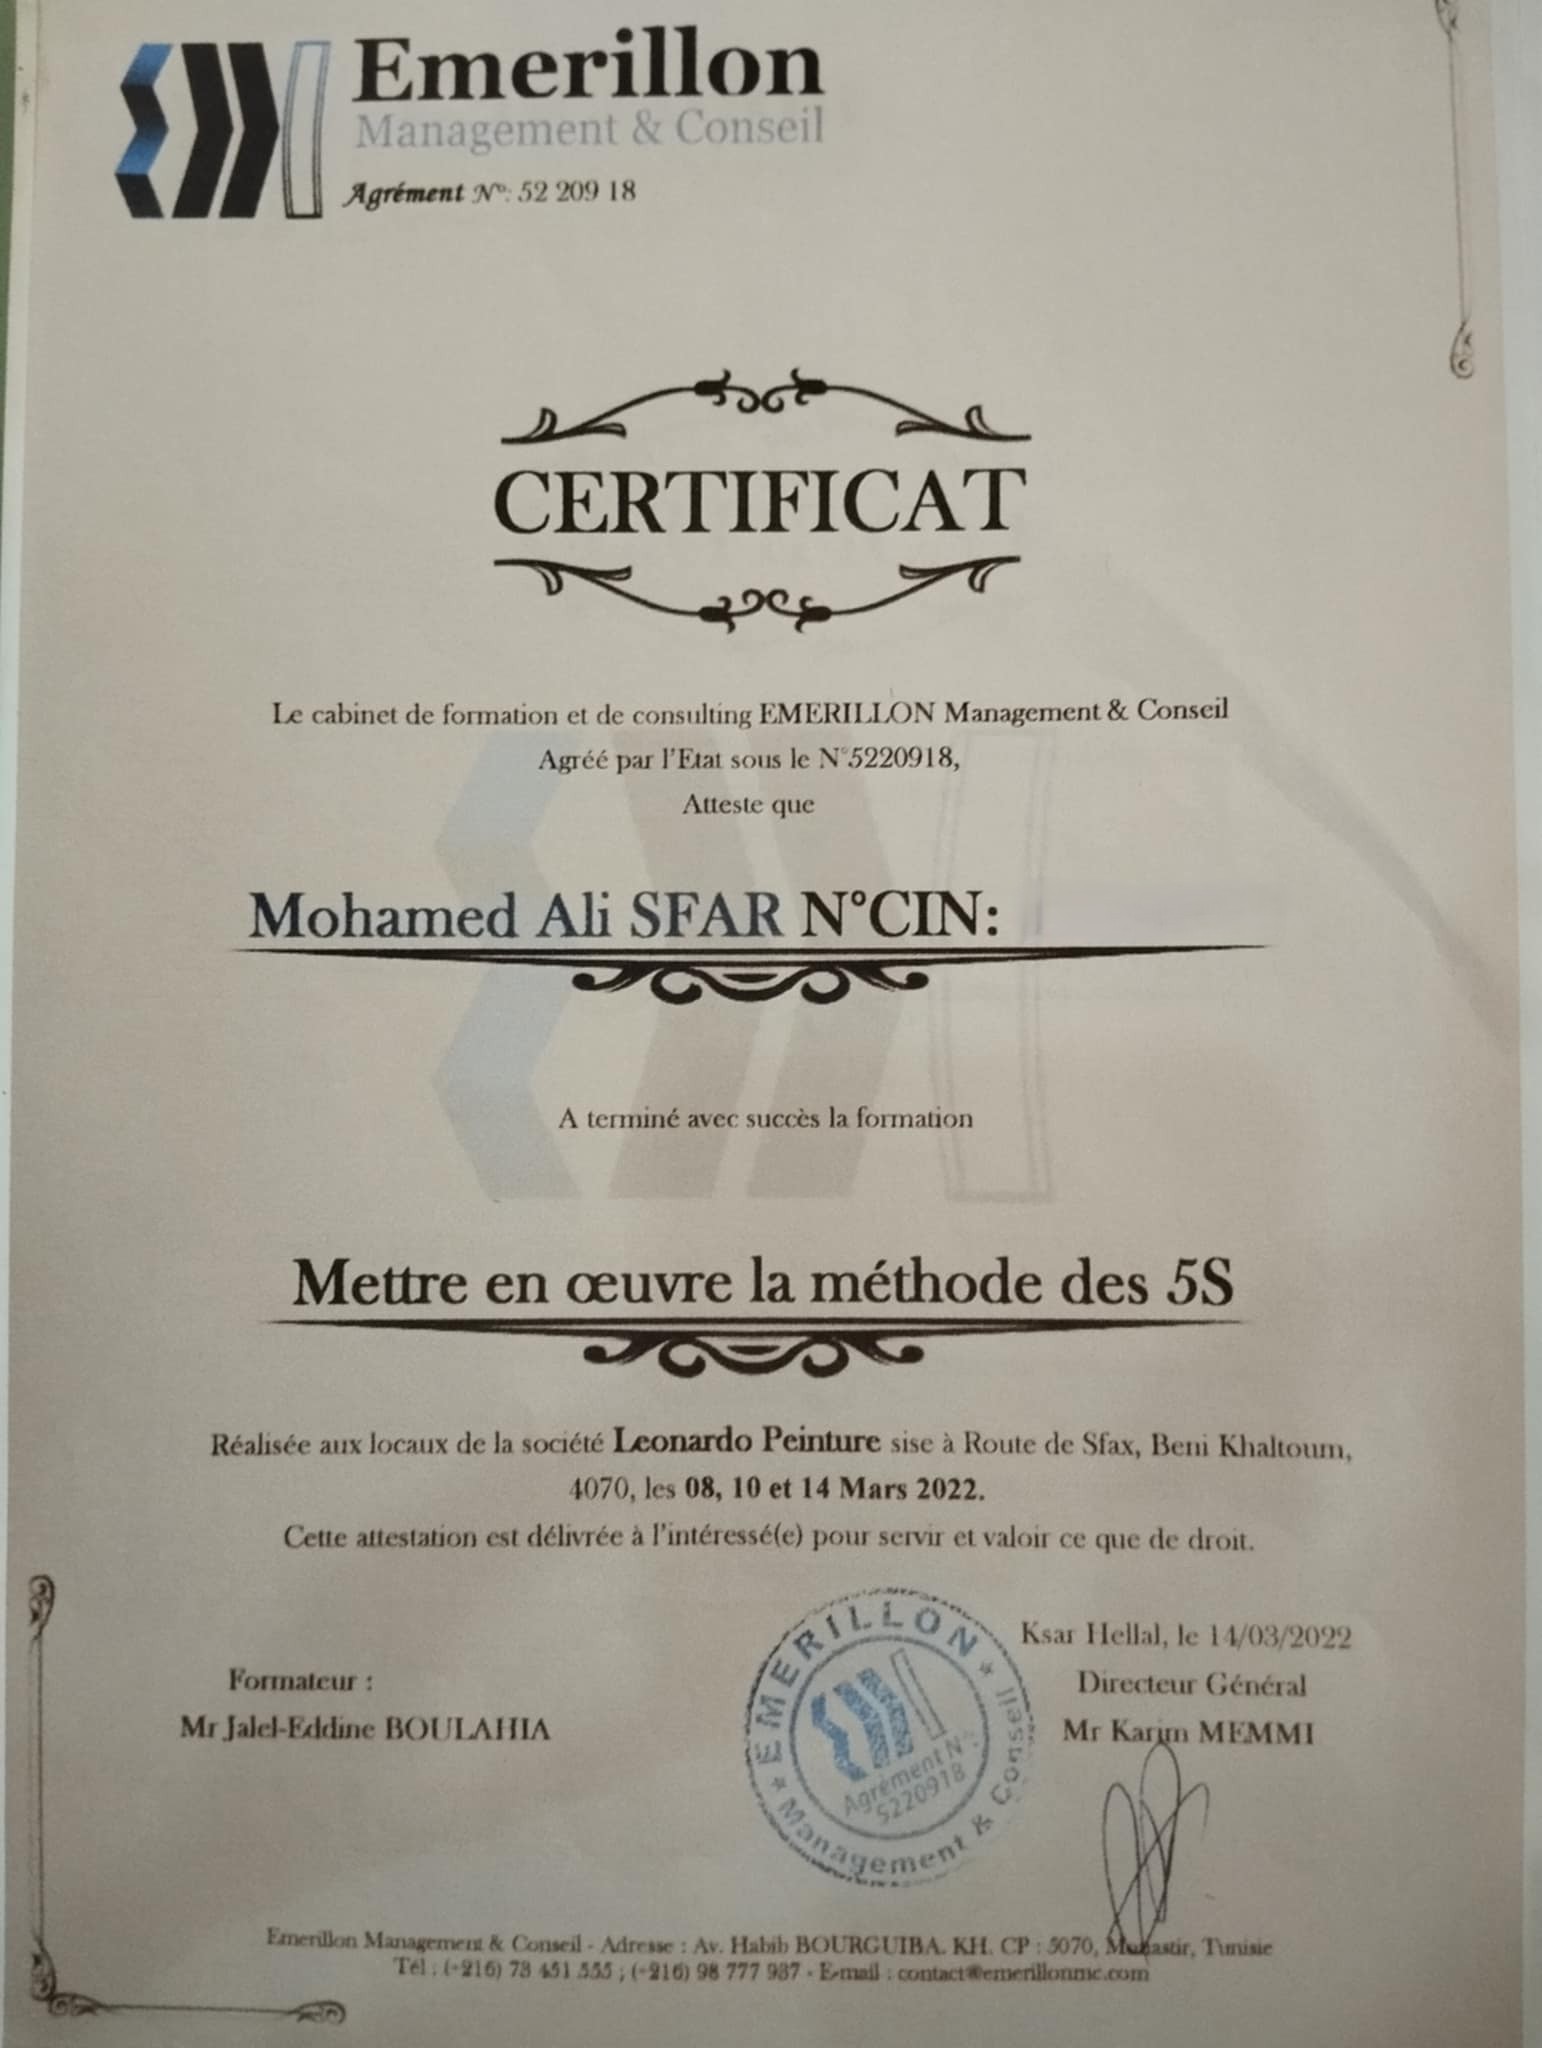 Emerillon
Management & Conseil
Agrément N°: 52 209 18
CERTIFICAT
Le cabinet de formation et de consulting EMERILLON Management & Conseil
Agréé par l'Etat sous le N°5220918,
Atteste que
Mohamed Ali SFAR N°CIN:
A terminé avec succès la formation
Mettre en œuvre la méthode des 5S
Réalisée aux locaux de la société Leonardo Peinture sise à Route de Sfax, Beni Khaltoum,
4070, les 08, 10 et 14 Mars 2022.
Cette attestation est délivrée à l'intéressé(e) pour servir et valoir ce que de droit.
Ksar Hellal, le 14/03/2022
Formateur :
Directeur Général
Mr Jalel-Eddine BOULAHIA
Mr Karim MEMMI
EMERILLON
Agrément N°:
5220918
* Management & Conseil *
Emerillon Management & Conseil - Adresse : Av. Habib BOURGUIBA. KH. CP : 5070, Monastir, Tunisie
Tél : (+216) 73 451 555 ; (+216) 98 777 937 - E-mail : contact@emerillonmc.com